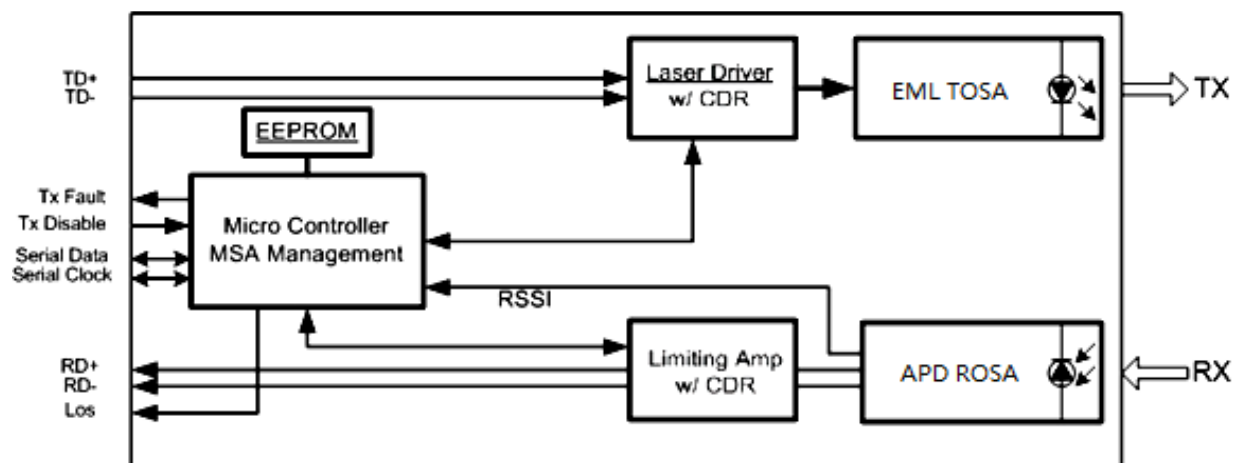 TD+
TD-
Laser Driver
w/ CDR
EML TOSA
TX
EEPROM
Tx Fault
Tx Disable
Serial Data
Serial Clock
Micro Controller
MSA Management
RSSI
RD+
RD-
Los
Limiting Amp
w/ CDR
APD ROSA
RX